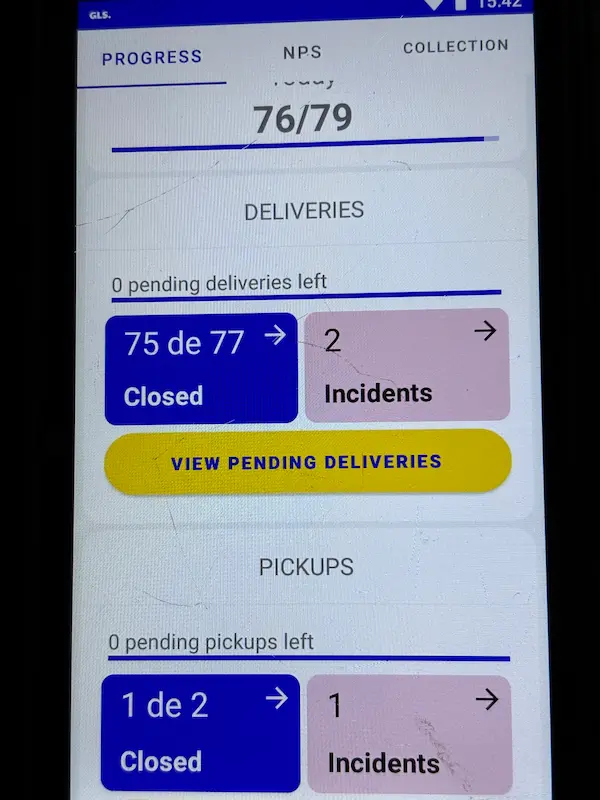 GLS.
15.42
PROGRESS NPS COLLECTION
Today
76/79
DELIVERIES
0 pending deliveries left
75 de 77
Closed
2
Incidents
VIEW PENDING DELIVERIES
PICKUPS
0 pending pickups left
1 de 2
Closed
1
Incidents